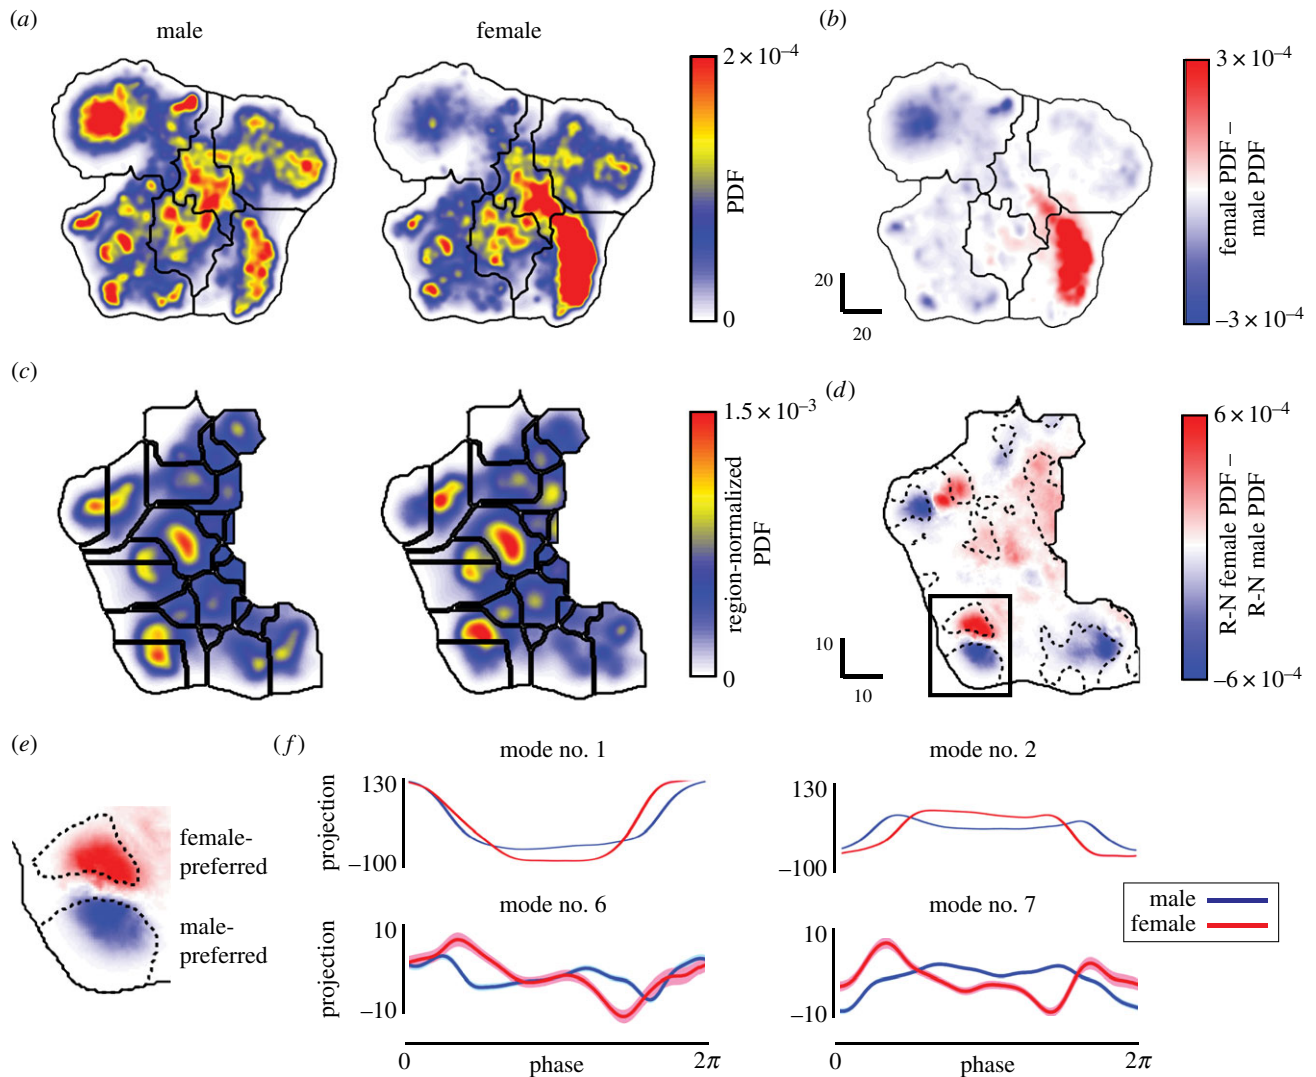 (a)
male
female
2 × 10⁻⁴
PDF
0
(b)
3 × 10⁻⁴
female PDF –
male PDF
–3 × 10⁻⁴
20
20
(c)
1.5 × 10⁻³
region-normalized
PDF
0
(d)
6 × 10⁻⁴
R-N female PDF –
R-N male PDF
–6 × 10⁻⁴
10
10
(e)
female-
preferred
male-
preferred
(f)
mode no. 1
130
projection
–100
mode no. 2
130
–100
mode no. 6
10
projection
–10
mode no. 7
10
–10
male
female
0
phase
2π
0
phase
2π